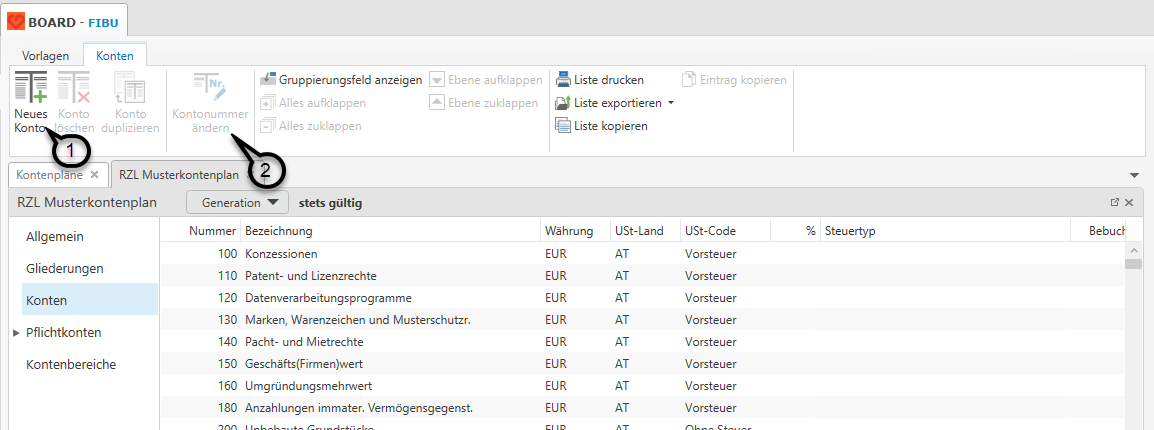 BOARD - FIBU
Vorlagen Konten
Neues Konto
Konto löschen
Konto duplizieren
Kontonummer ändern
Nr.
Gruppierungsfeld anzeigen
Alles aufklappen
Alles zuklappen
Ebene aufklappen
Ebene zuklappen
Liste drucken
Liste exportieren
Liste kopieren
Eintrag kopieren
1
2
Kontenpläne RZL Musterkontenplan
RZL Musterkontenplan Generation stets gültig
Allgemein
Gliederungen
Konten
Pflichtkonten
Kontenbereiche
Nummer Bezeichnung Währung USt-Land USt-Code % Steuertyp Bebuch
100 Konzessionen EUR AT Vorsteuer
110 Patent- und Lizenzrechte EUR AT Vorsteuer
120 Datenverarbeitungsprogramme EUR AT Vorsteuer
130 Marken, Warenzeichen und Musterschutzr. EUR AT Vorsteuer
140 Pacht- und Mietrechte EUR AT Vorsteuer
150 Geschäfts(Firmen)wert EUR AT Vorsteuer
160 Umgründungsmehrwert EUR AT Vorsteuer
180 Anzahlungen immater. Vermögensgegenst. EUR AT Vorsteuer
200 Unbebaute Grundstücke EUR AT Ohne Steuer